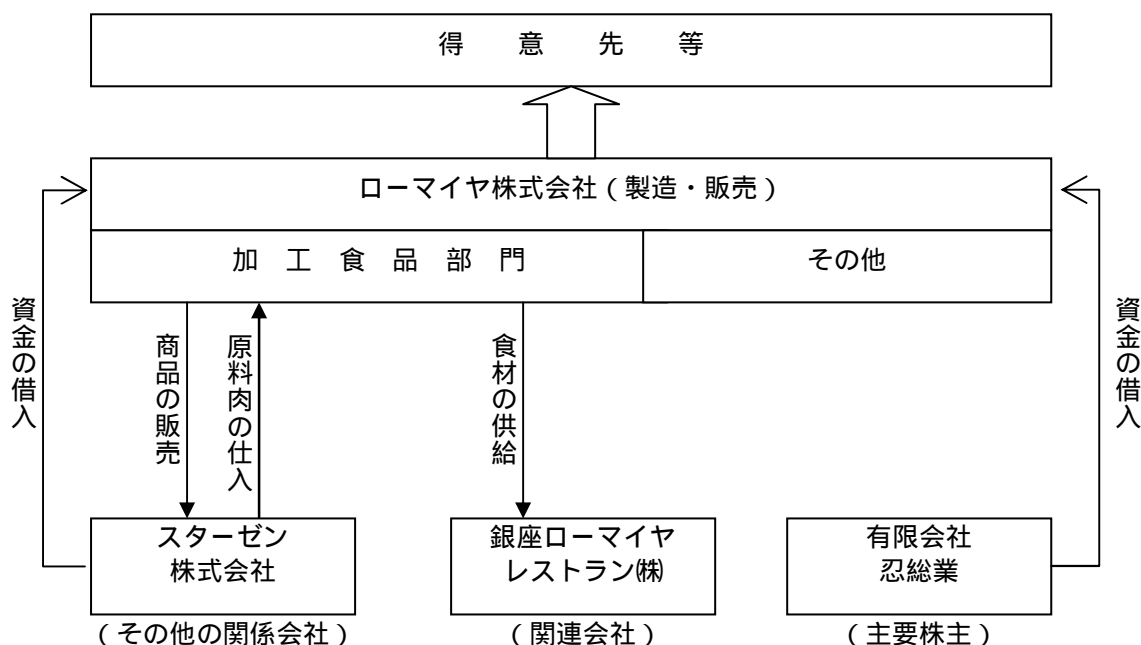 得意先等
ローマイヤ株式会社(製造・販売)
加工食品部門
その他
資金の借入
商品の販売
原料肉の仕入
食材の供給
資金の借入
スターゼン
株式会社
(その他の関係会社)
銀座ローマイヤ
レストラン㈱
(関連会社)
有限会社
忍総業
(主要株主)